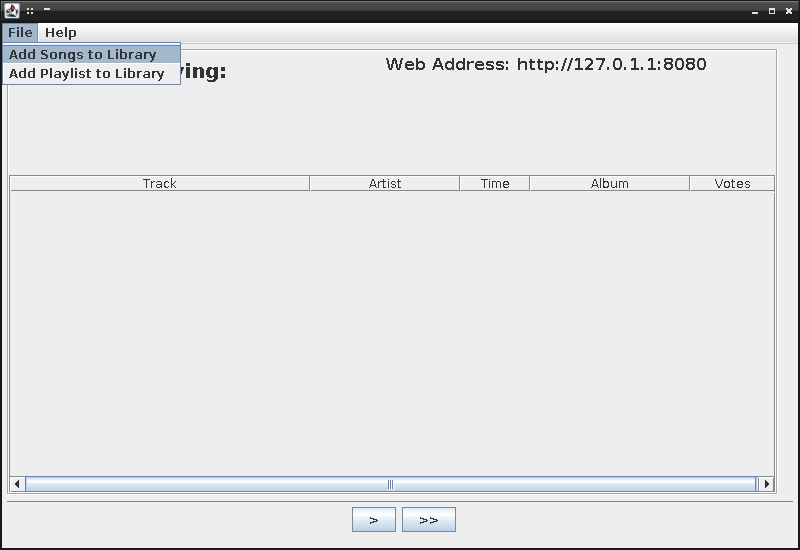 File Help
Add Songs to Library
Add Playlist to Library
Web Address: http://127.0.1.1:8080
Track Artist Time Album Votes
> >>